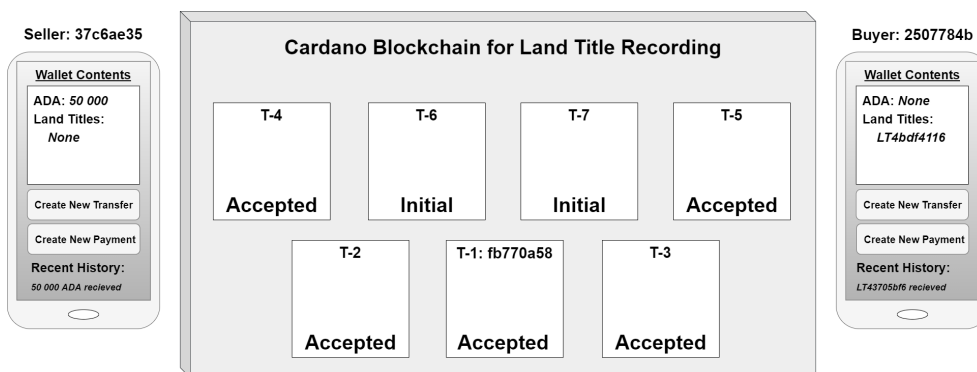 Seller: 37c6ae35
Wallet Contents
ADA: 50 000
Land Titles:
None
Create New Transfer
Create New Payment
Recent History:
50 000 ADA recieved
Cardano Blockchain for Land Title Recording
T-4
Accepted
T-6
Initial
T-7
Initial
T-5
Accepted
T-2
Accepted
T-1: fb770a58
Accepted
T-3
Accepted
Buyer: 2507784b
Wallet Contents
ADA: None
Land Titles:
LT4bdf4116
Create New Transfer
Create New Payment
Recent History:
LT43705bf6 recieved